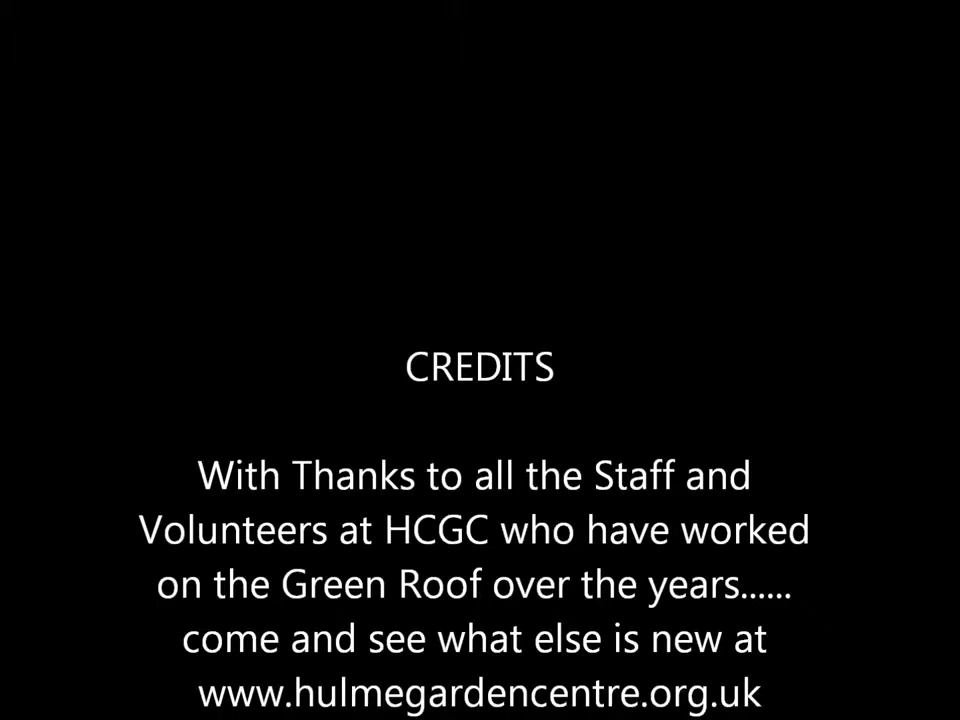 CREDITS
With Thanks to all the Staff and
Volunteers at HCGC who have worked
on the Green Roof over the years......
come and see what else is new at
www.hulmegardencentre.org.uk